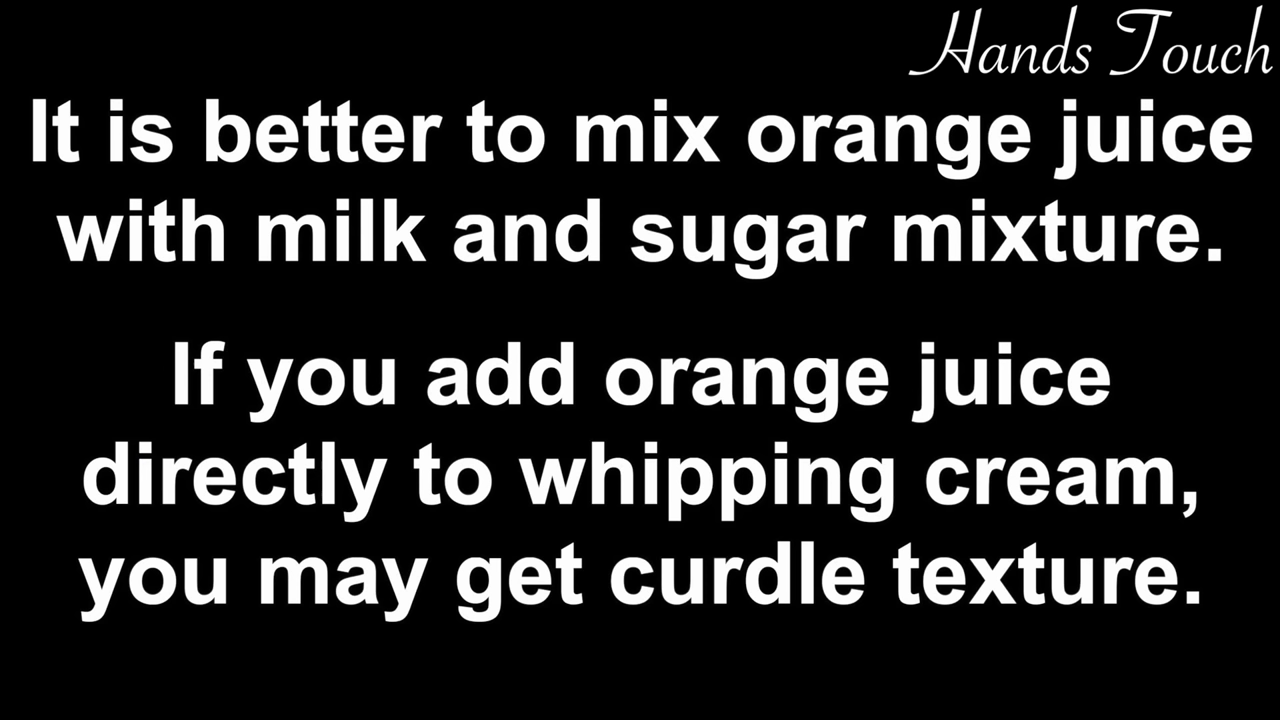 Hands Touch
It is better to mix orange juice
with milk and sugar mixture.
If you add orange juice
directly to whipping cream,
you may get curdle texture.